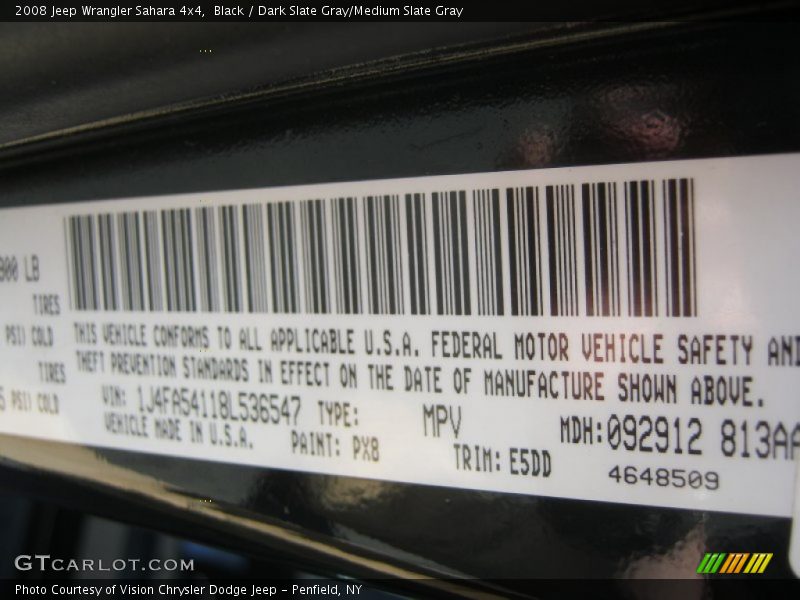 2008 Jeep Wrangler Sahara 4x4, Black / Dark Slate Gray/Medium Slate Gray
LB
TIRES
PSI) COLD
TIRES
PSI) COLD
THIS VEHICLE CONFORMS TO ALL APPLICABLE U.S.A. FEDERAL MOTOR VEHICLE SAFETY AND
THEFT PREVENTION STANDARDS IN EFFECT ON THE DATE OF MANUFACTURE SHOWN ABOVE.
VIN: 1J4FA54118L536547 TYPE: MPV MDH: 092912 813AA
VEHICLE MADE IN U.S.A. PAINT: PX8 TRIM: E5DD 4648509
GTCARLOT.COM
Photo Courtesy of Vision Chrysler Dodge Jeep - Penfield, NY